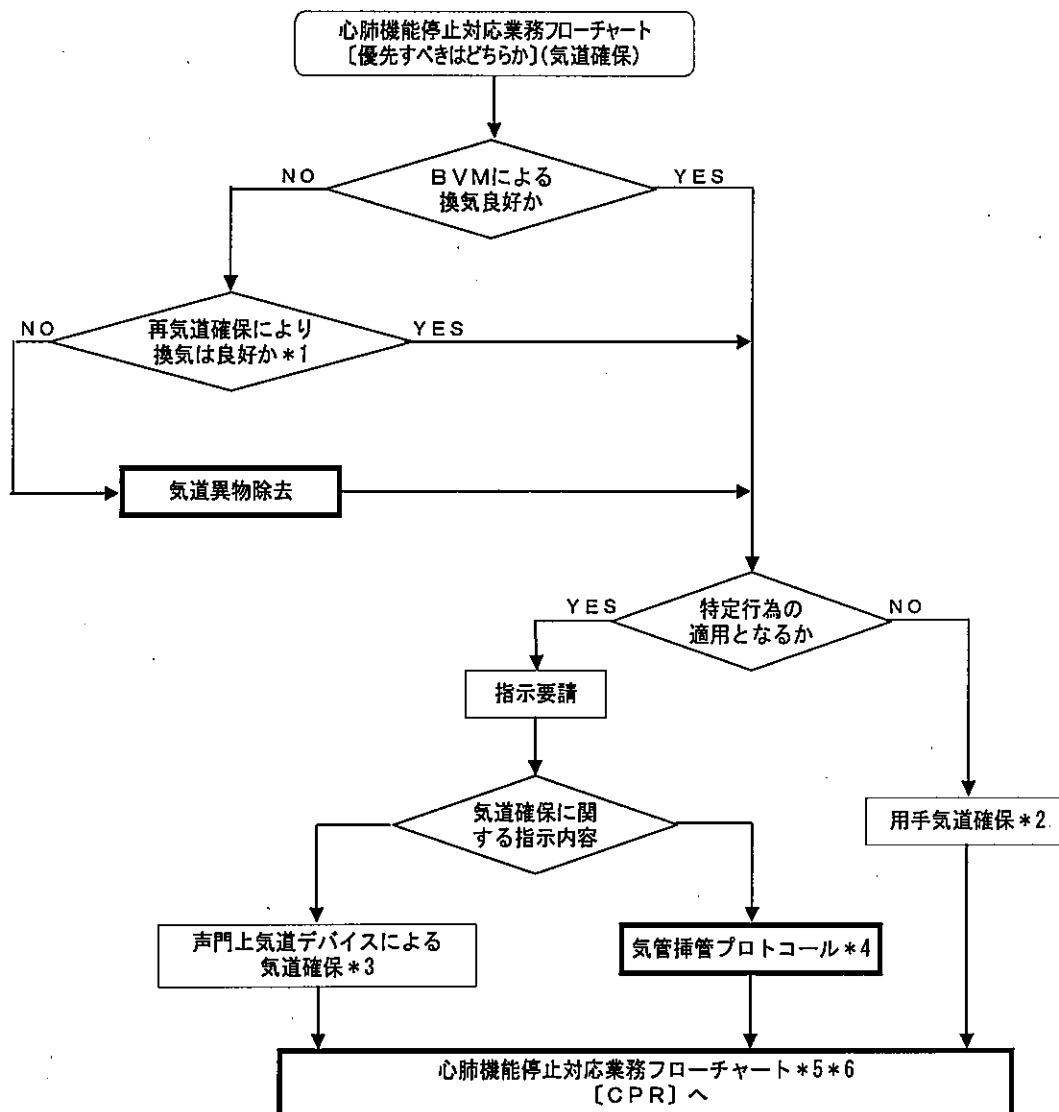 心肺機能停止対応業務フローチャート
〔優先すべきはどちらか〕(気道確保)
NO
BVMによる
換気良好か
YES
NO
再気道確保により
換気は良好か*1
YES
気道異物除去
YES
特定行為の
適用となるか
NO
指示要請
気道確保に関
する指示内容
用手気道確保*2
声門上気道デバイスによる
気道確保*3
気管挿管プロトコール*4
心肺機能停止対応業務フローチャート*5*6
〔CPR〕へ